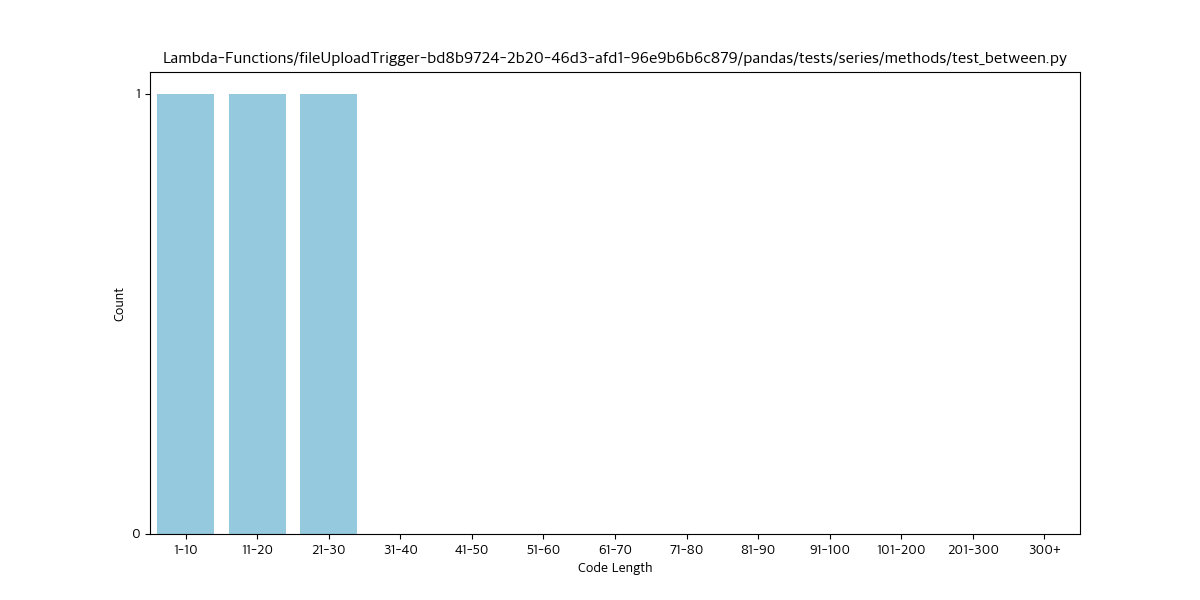 Lambda-Functions/fileUploadTrigger-bd8b9724-2b20-46d3-afd1-96e9b6b6c879/pandas/tests/series/methods/test_between.py
1
Count
0
1-10 11-20 21-30 31-40 41-50 51-60 61-70 71-80 81-90 91-100 101-200 201-300 300+
Code Length